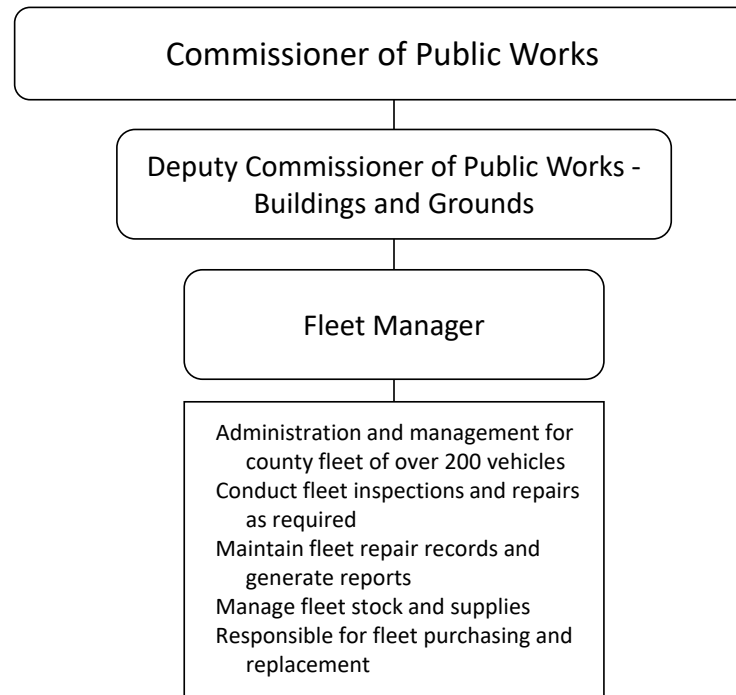 Commissioner of Public Works
Deputy Commissioner of Public Works -
Buildings and Grounds
Fleet Manager
Administration and management for
county fleet of over 200 vehicles
Conduct fleet inspections and repairs
as required
Maintain fleet repair records and
generate reports
Manage fleet stock and supplies
Responsible for fleet purchasing and
replacement